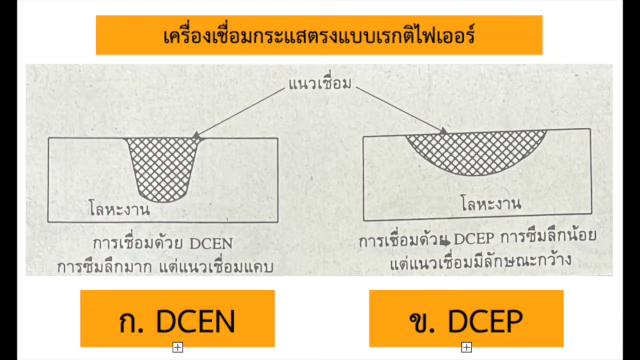 เครื่องเชื่อมกระแสตรงแบบเรกติไฟเออร์
แนวเชื่อม
โลหะงาน
โลหะงาน
การเชื่อมด้วย DCEN
การซึมลึกมาก แต่แนวเชื่อมแคบ
การเชื่อมด้วย DCEP การซึมลึกน้อย
แต่แนวเชื่อมมีลักษณะกว้าง
ก. DCEN
ข. DCEP